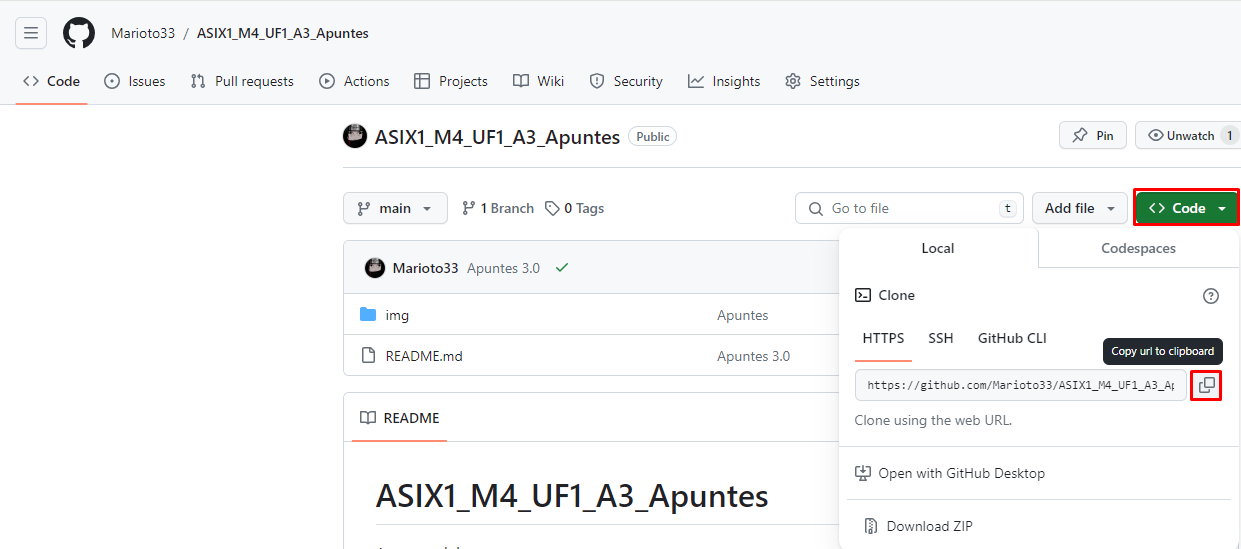 Marioto33 / ASIX1_M4_UF1_A3_Apuntes
Code Issues Pull requests Actions Projects Wiki Security Insights Settings
ASIX1_M4_UF1_A3_Apuntes Public Pin Unwatch 1
main 1 Branch 0 Tags Go to file t Add file Code
Local Codespaces
Marioto33 Apuntes 3.0
Clone
img Apuntes
HTTPS SSH GitHub CLI
Copy url to clipboard
README.md Apuntes 3.0
https://github.com/Marioto33/ASIX1_M4_UF1_A3_Ap
README
Clone using the web URL.
Open with GitHub Desktop
ASIX1_M4_UF1_A3_Apuntes
Download ZIP